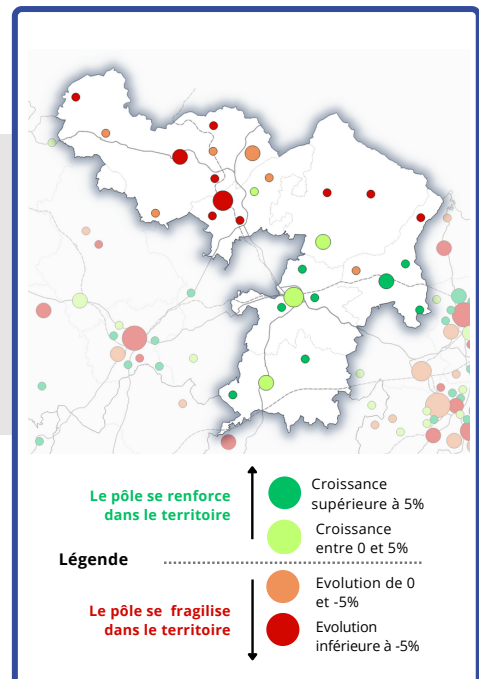 Le pôle se renforce
dans le territoire
Croissance
supérieure à 5%
Croissance
entre 0 et 5%
Légende
Le pôle se fragilise
dans le territoire
Evolution de 0
et -5%
Evolution
inférieure à -5%